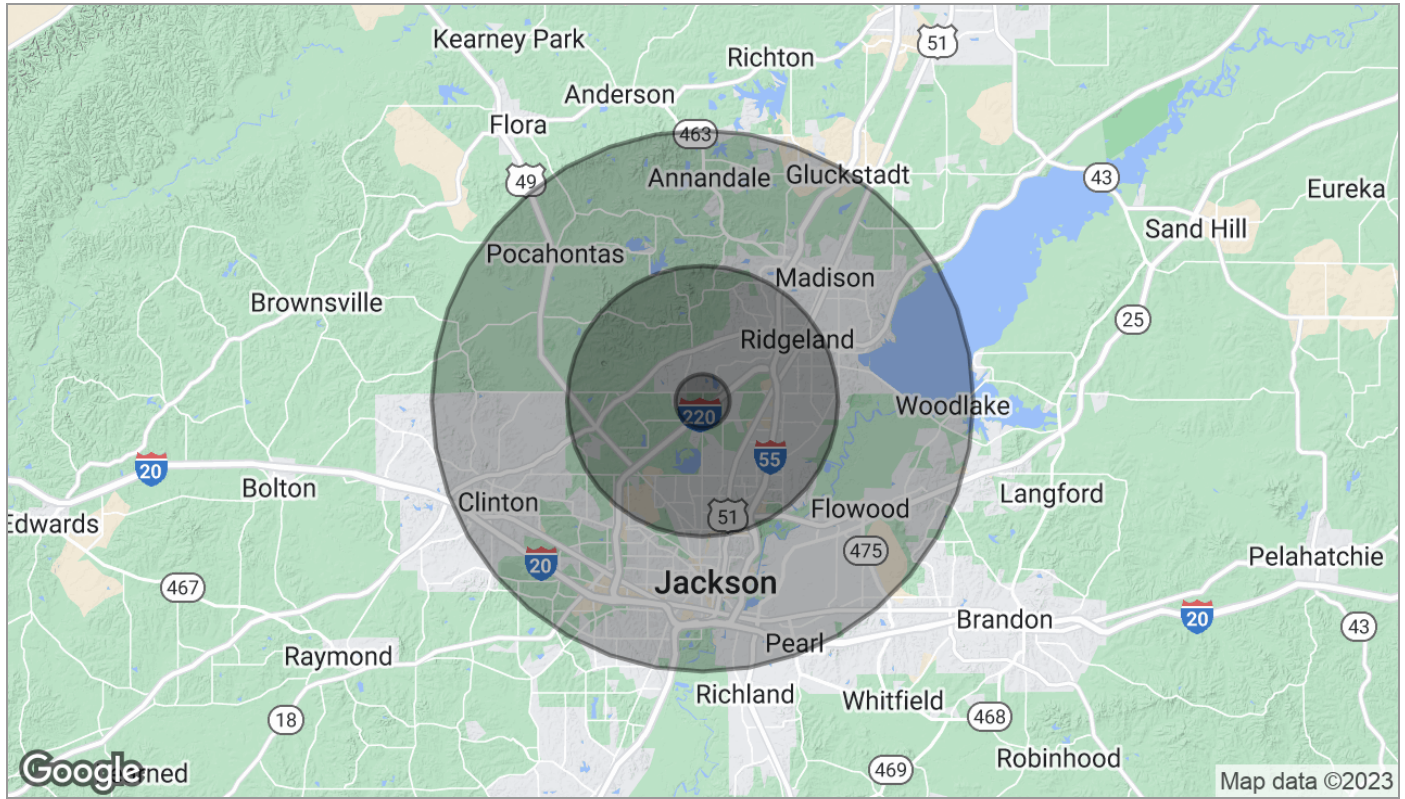 Kearney Park
51
Richton
Anderson
Flora
463
49
Annandale
Gluckstadt
43
Eureka
Sand Hill
Pocahontas
Madison
Brownsville
25
Ridgeland
Woodlake
220
55
20
Bolton
Clinton
Langford
Edwards
51
Flowood
475
Pelahatchie
20
467
Jackson
Brandon
20
43
Pearl
Raymond
Richland
Whitfield
18
468
Robinhood
469
Google
Map data ©2023